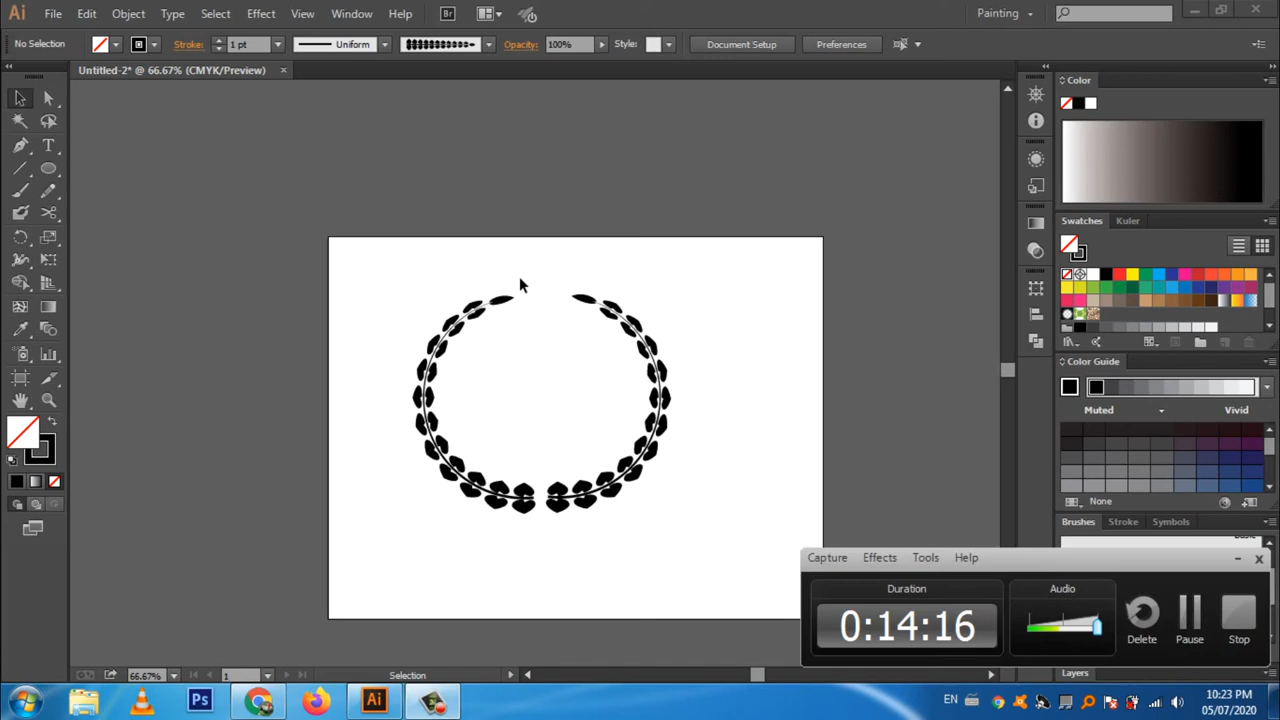 Ai File Edit Object Type Select Effect View Window Help Br Painting
No Selection Stroke: 1 pt Uniform Opacity: 100% Style: Document Setup Preferences
Untitled-2* @ 66.67% (CMYK/Preview)
Color
Swatches Kuler
Color Guide
Muted Vivid
None
Brushes Stroke Symbols
Basic
Capture Effects Tools Help
Duration Audio
0:14:16
Delete Pause Stop
66.67% 1 Selection
Layers
Ps Ai EN 10:23 PM
05/07/2020